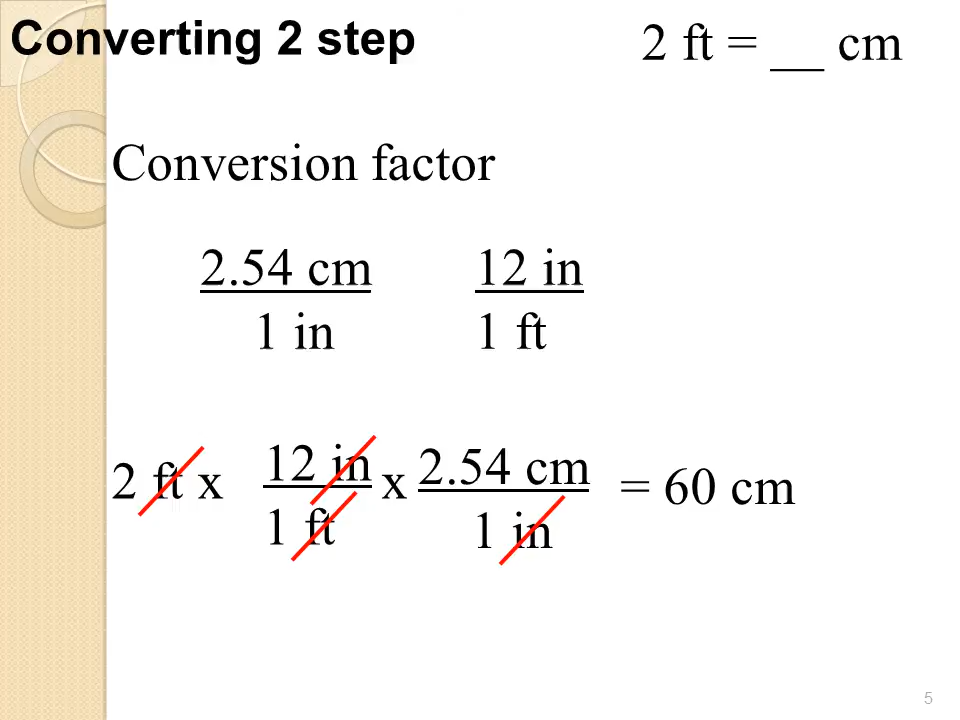 Converting 2 step
2 ft = __ cm
Conversion factor
2.54 cm 12 in
1 in 1 ft
2 ft x 12 in x 2.54 cm = 60 cm
1 ft 1 in
5